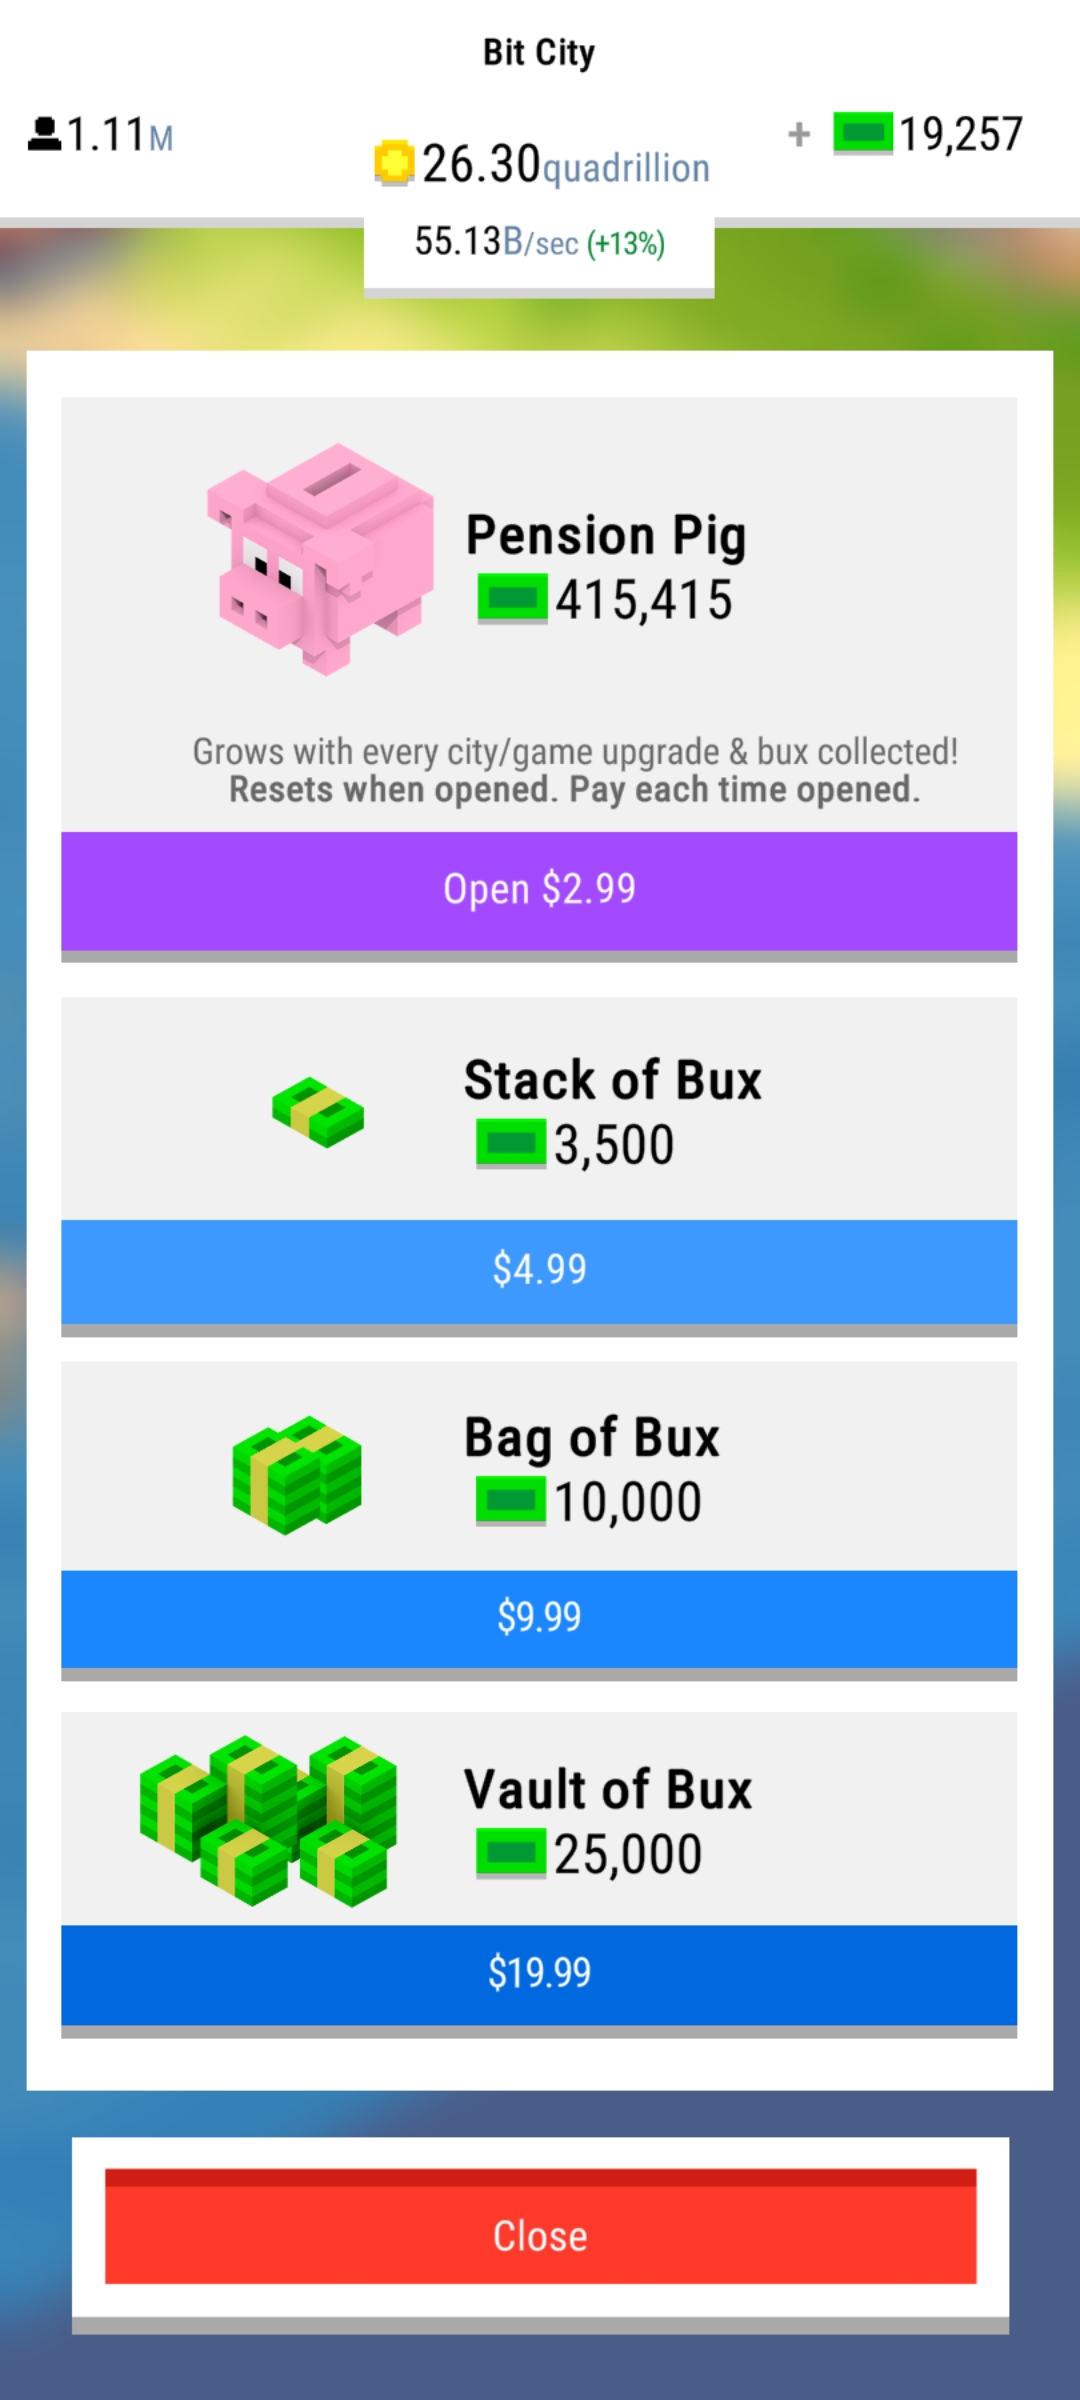 Bit City
1.11M
26.30quadrillion
+ 19,257
55.13B/sec (+13%)
Pension Pig
415,415
Grows with every city/game upgrade & bux collected!
Resets when opened. Pay each time opened.
Open $2.99
Stack of Bux
3,500
$4.99
Bag of Bux
10,000
$9.99
Vault of Bux
25,000
$19.99
Close